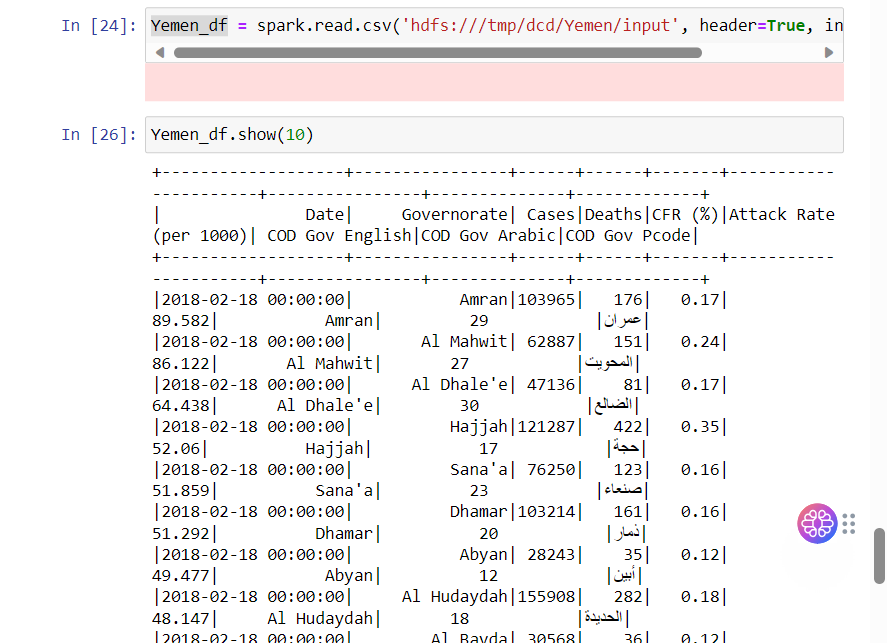 In [24]: Yemen_df = spark.read.csv('hdfs:///tmp/dcd/Yemen/input', header=True, in
In [26]: Yemen_df.show(10)
+-------------------+----------------+------+------+-------+-----------
-----------+----------------+--------------+-------------+
|               Date|     Governorate| Cases|Deaths|CFR (%)|Attack Rate
(per 1000)| COD Gov English|COD Gov Arabic|COD Gov Pcode|
+-------------------+----------------+------+------+-------+-----------
-----------+----------------+--------------+-------------+
|2018-02-18 00:00:00|           Amran|103965|   176|   0.17|
89.582|           Amran|         عمران|           29|
|2018-02-18 00:00:00|       Al Mahwit| 62887|   151|   0.24|
86.122|       Al Mahwit|       المحويت|           27|
|2018-02-18 00:00:00|       Al Dhale'e| 47136|    81|   0.17|
64.438|      Al Dhale'e|        الضالع|           30|
|2018-02-18 00:00:00|          Hajjah|121287|   422|   0.35|
52.06|          Hajjah|          حجة|           17|
|2018-02-18 00:00:00|          Sana'a| 76250|   123|   0.16|
51.859|          Sana'a|         صنعاء|           23|
|2018-02-18 00:00:00|          Dhamar|103214|   161|   0.16|
51.292|          Dhamar|          ذمار|           20|
|2018-02-18 00:00:00|           Abyan| 28243|    35|   0.12|
49.477|           Abyan|          أبين|           12|
|2018-02-18 00:00:00|     Al Hudaydah|155908|   282|   0.18|
48.147|     Al Hudaydah|       الحديدة|           18|
|2018-02-18 00:00:00|        Al Bayda| 30568|    36|   0.12|